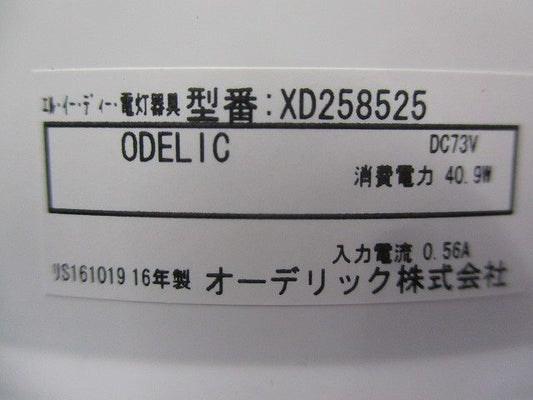 エル・イー・ディー・電灯器具 型番:XD258525
ODELIC DC73V
消費電力 40.9W
入力電流 0.56A
US161019 16年製 オーデリック株式会社